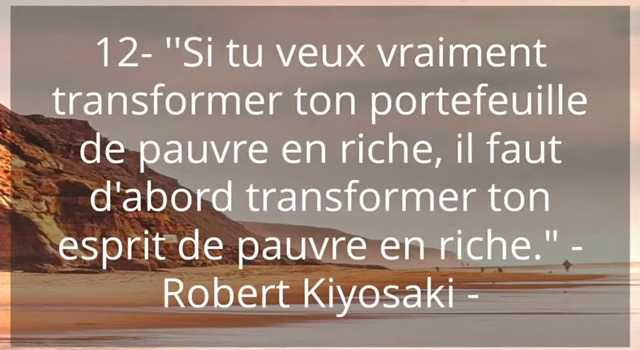 12- ''Si tu veux vraiment
transformer ton portefeuille
de pauvre en riche, il faut
d'abord transformer ton
esprit de pauvre en riche." -
Robert Kiyosaki -